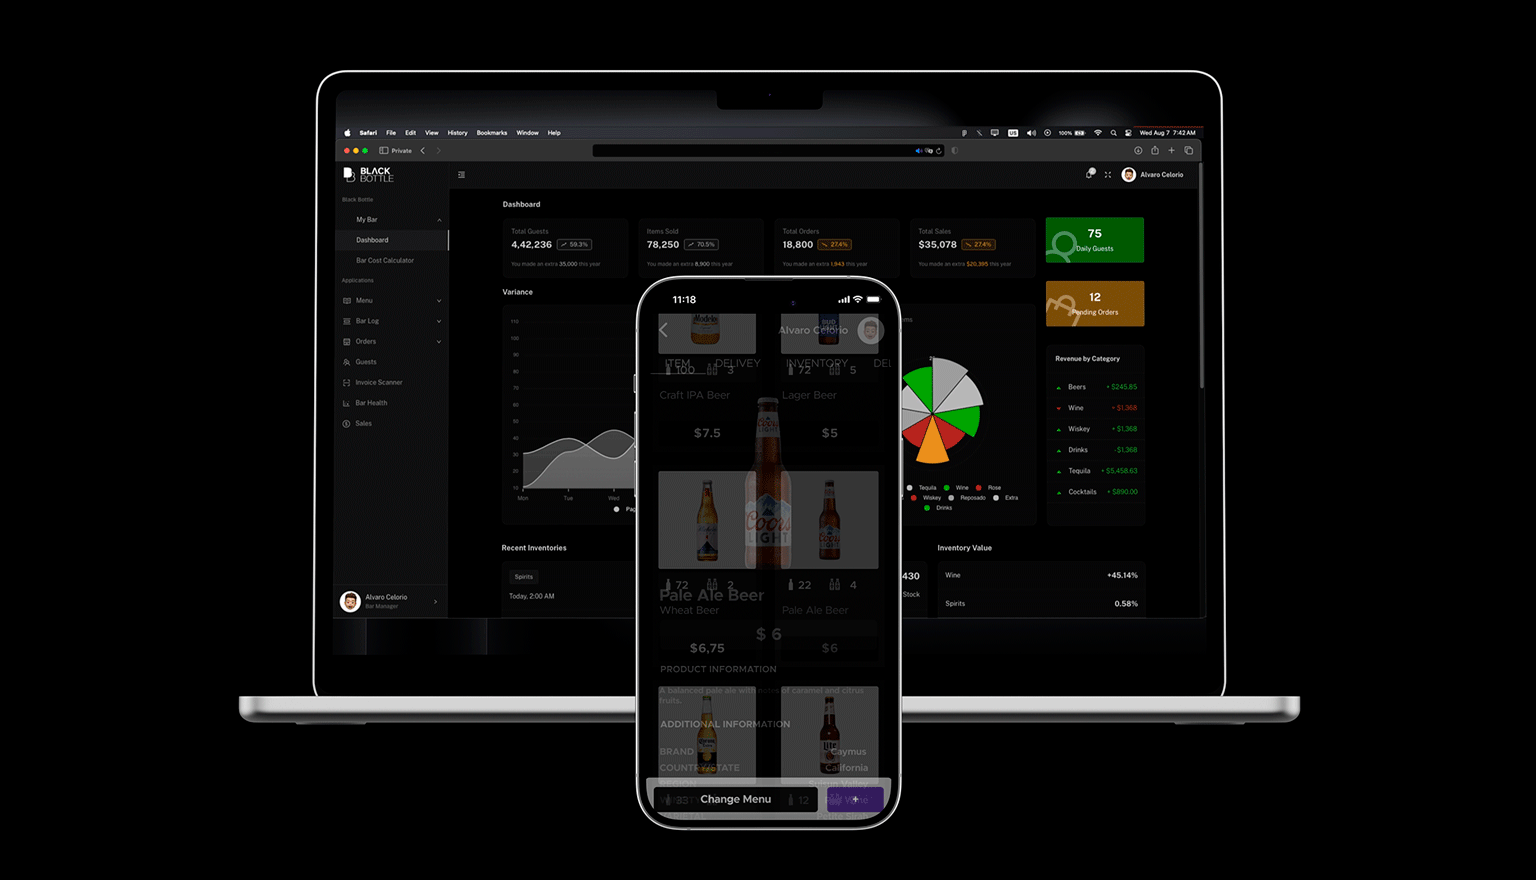 Safari File Edit View History Bookmarks Window Help
US 100% Wed Aug 7 7:42 AM
Private
BLACK
BOTTLE
Alvaro Celorio
Black Bottle
My Bar
Dashboard
Bar Cost Calculator
Applications
Menu
Bar Log
Orders
Guests
Invoice Scanner
Bar Health
Sales
Alvaro Celorio
Bar Manager
Dashboard
Total Guests
4,42,236 59.3%
You made an extra 35,000 this year
Items Sold
78,250 70.5%
You made an extra 8,900 this year
Total Orders
18,800 27.4%
You made an extra 1,943 this year
Total Sales
$35,078 27.4%
You made an extra $20,395 this year
75
Daily Guests
12
Pending Orders
Variance
110
100
90
80
70
60
50
40
30
20
10
Mon Tue Wed
Tequila Wine Rose
Wiskey Reposado Extra
Drinks
Revenue by Category
Beers + $245.85
Wine + $1,368
Wiskey + $1,368
Drinks -$1.368
Tequila + $5,458.63
Cocktails + $890.00
Recent Inventories
Spirits
Today, 2:00 AM
430
Stock
Inventory Value
Wine +45.14%
Spirits 0.58%
11:18
Alvaro Celorio
ITEM DELIVEY INVENTORY DEL
100 3 72 5
Craft IPA Beer Lager Beer
$7.5 $5
Coors
LIGHT
72 2 22 4
Pale Ale Beer
Wheat Beer Pale Ale Beer
$ 6
$6,75 $6
PRODUCT INFORMATION
A balanced pale ale with notes of caramel and citrus
fruits.
ADDITIONAL INFORMATION
BRAND Caymus
COUNTRY/STATE California
REGION Suisun Valley
33 Change Menu 12 +
Petite Sirah